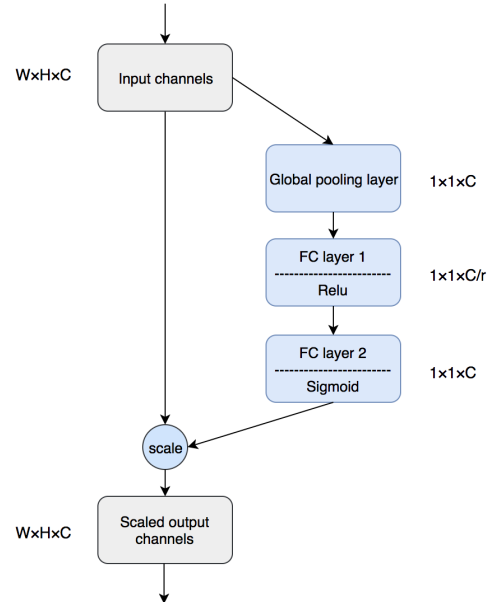 W×H×C
Input channels
Global pooling layer
1×1×C
FC layer 1
Relu
1×1×C/r
FC layer 2
Sigmoid
1×1×C
scale
W×H×C
Scaled output
channels